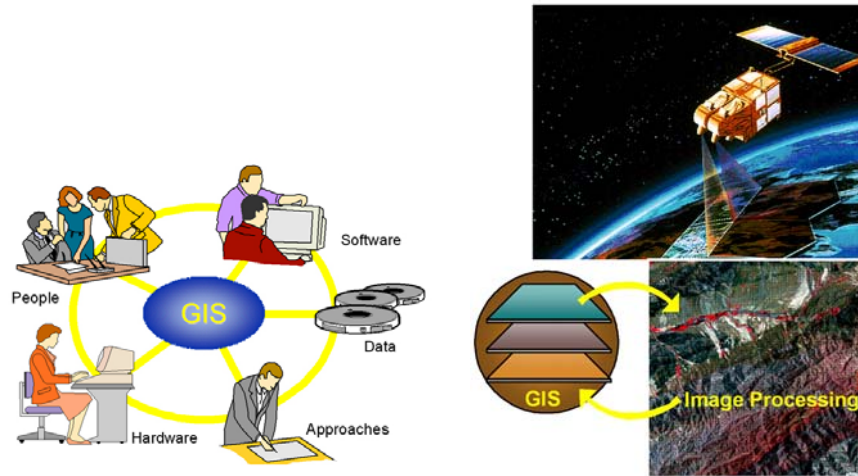 Software
People
GIS
Data
Hardware
Approaches
GIS
Image Processing